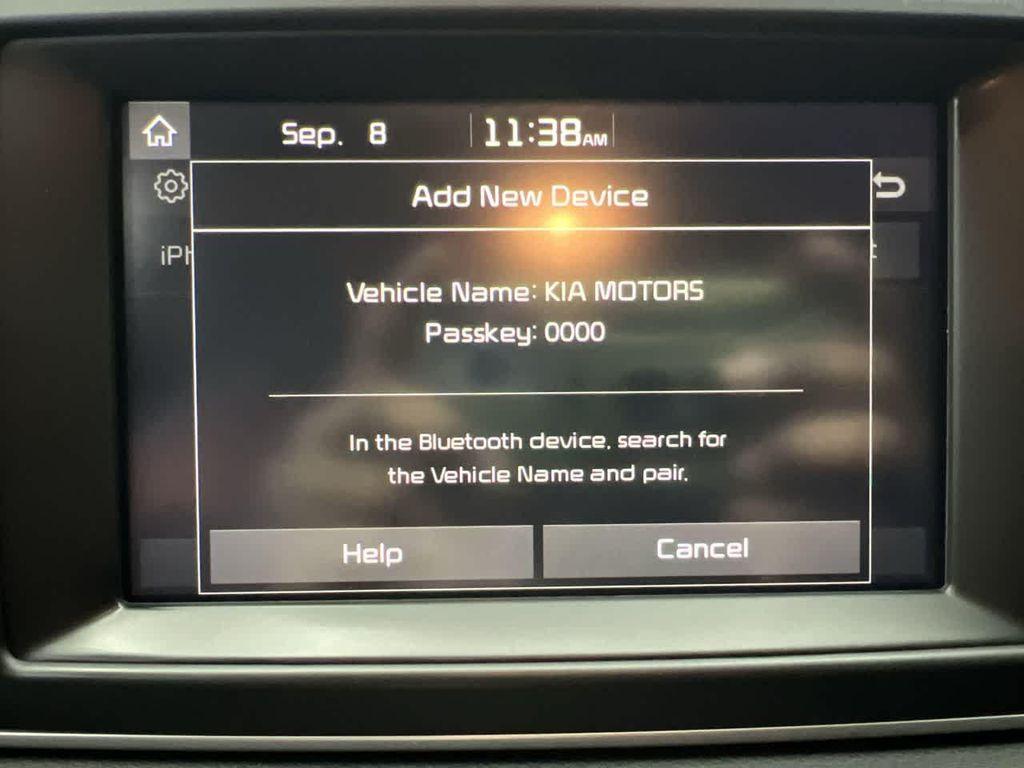 Sep. 8 11:38AM
Add New Device
iPh
Vehicle Name: KIA MOTORS
Passkey: 0000
In the Bluetooth device, search for
the Vehicle Name and pair.
Help Cancel